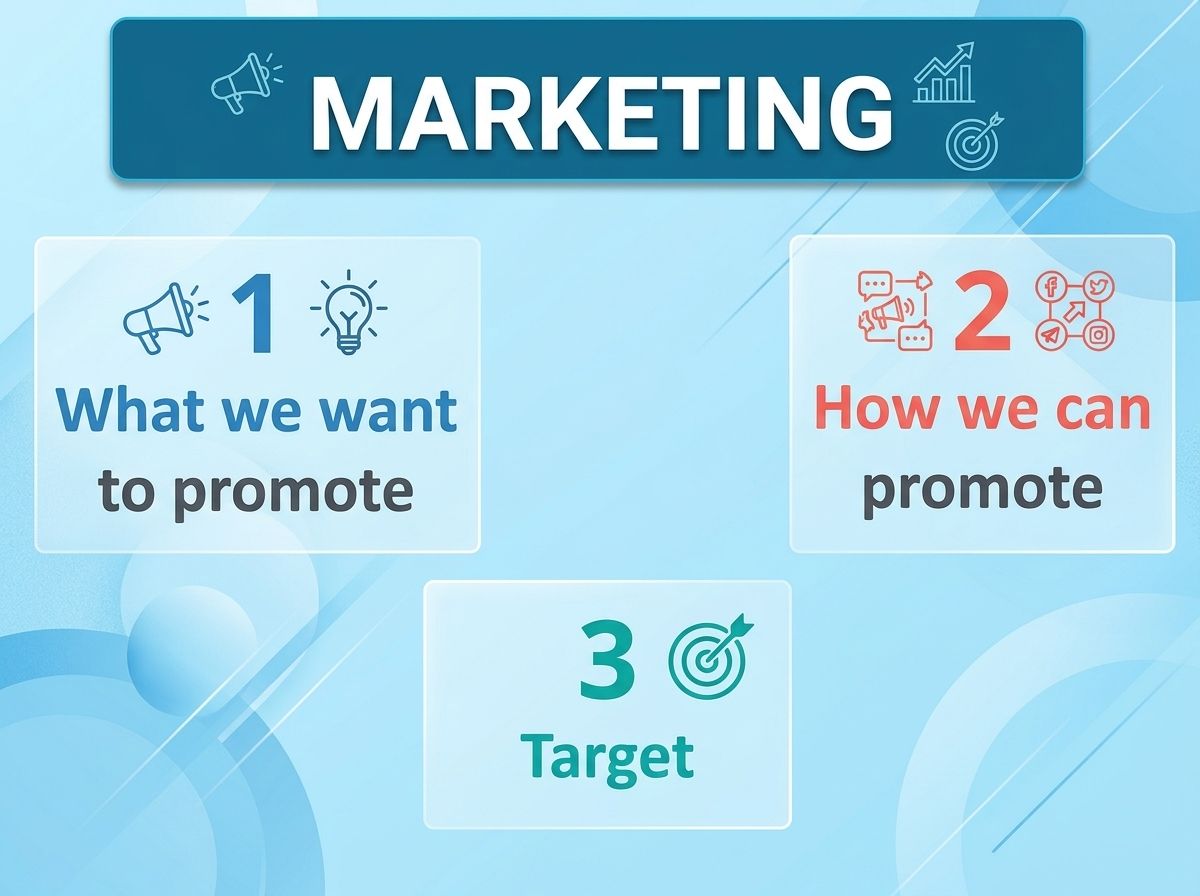 MARKETING
1
What we want
to promote
2
How we can
promote
3
Target